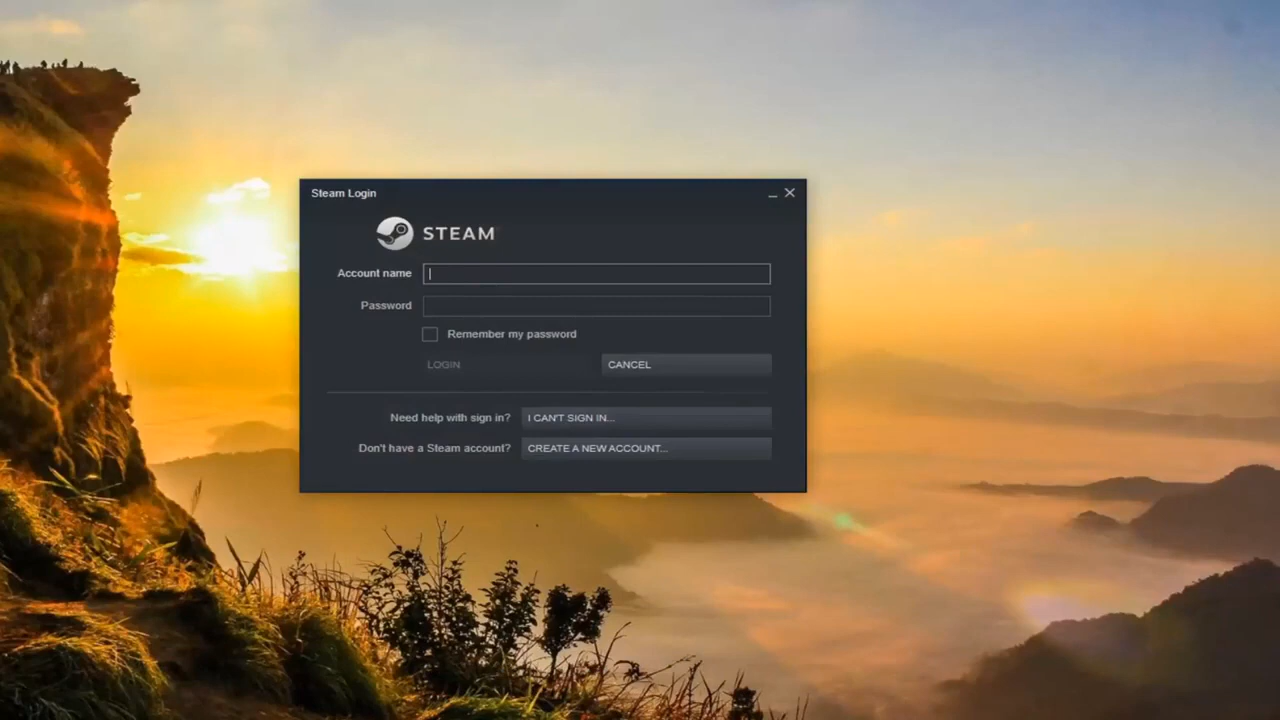 Steam Login
STEAM
Account name
Password
Remember my password
LOGIN CANCEL
Need help with sign in? I CAN'T SIGN IN...
Don't have a Steam account? CREATE A NEW ACCOUNT...